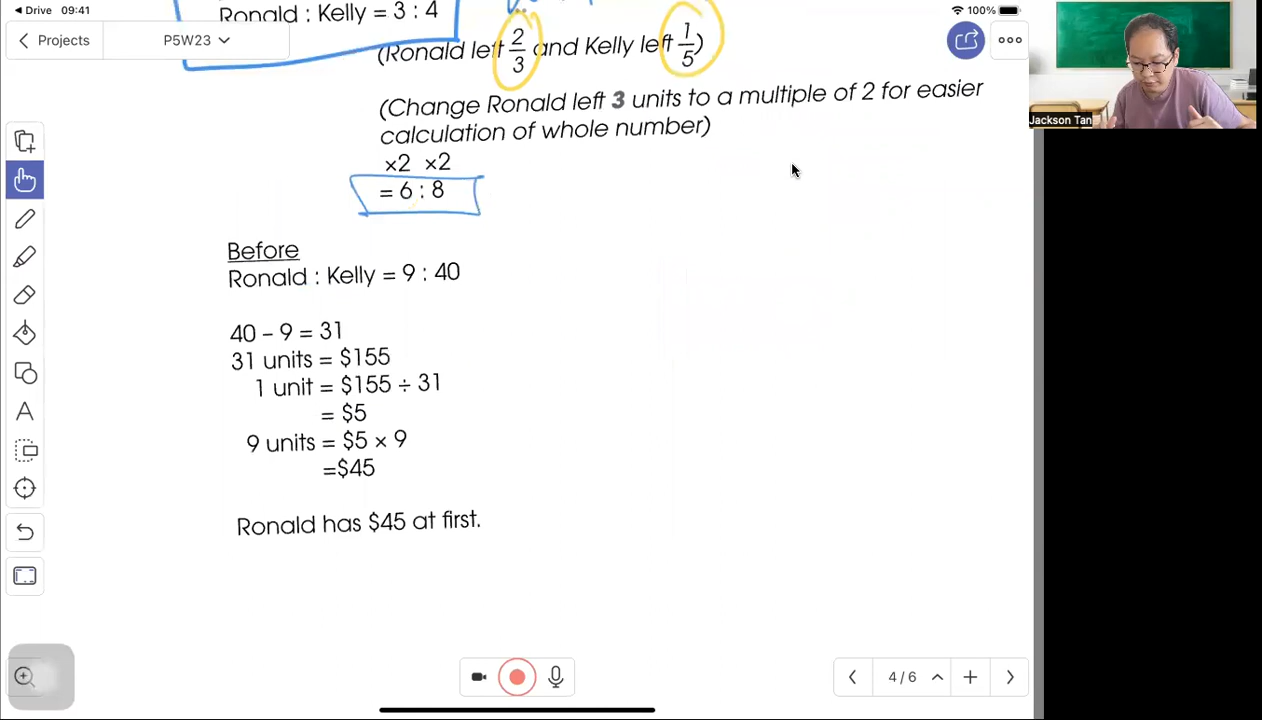 Drive 09:41
100%
Projects
P5W23
Ronald : Kelly = 3 : 4
(Ronald left 2/3 and Kelly left 1/5)
(Change Ronald left 3 units to a multiple of 2 for easier
calculation of whole number)
×2 ×2
= 6 : 8
Before
Ronald : Kelly = 9 : 40
40 – 9 = 31
31 units = $155
1 unit = $155 ÷ 31
= $5
9 units = $5 × 9
=$45
Ronald has $45 at first.
Jackson Tan
A
4 / 6